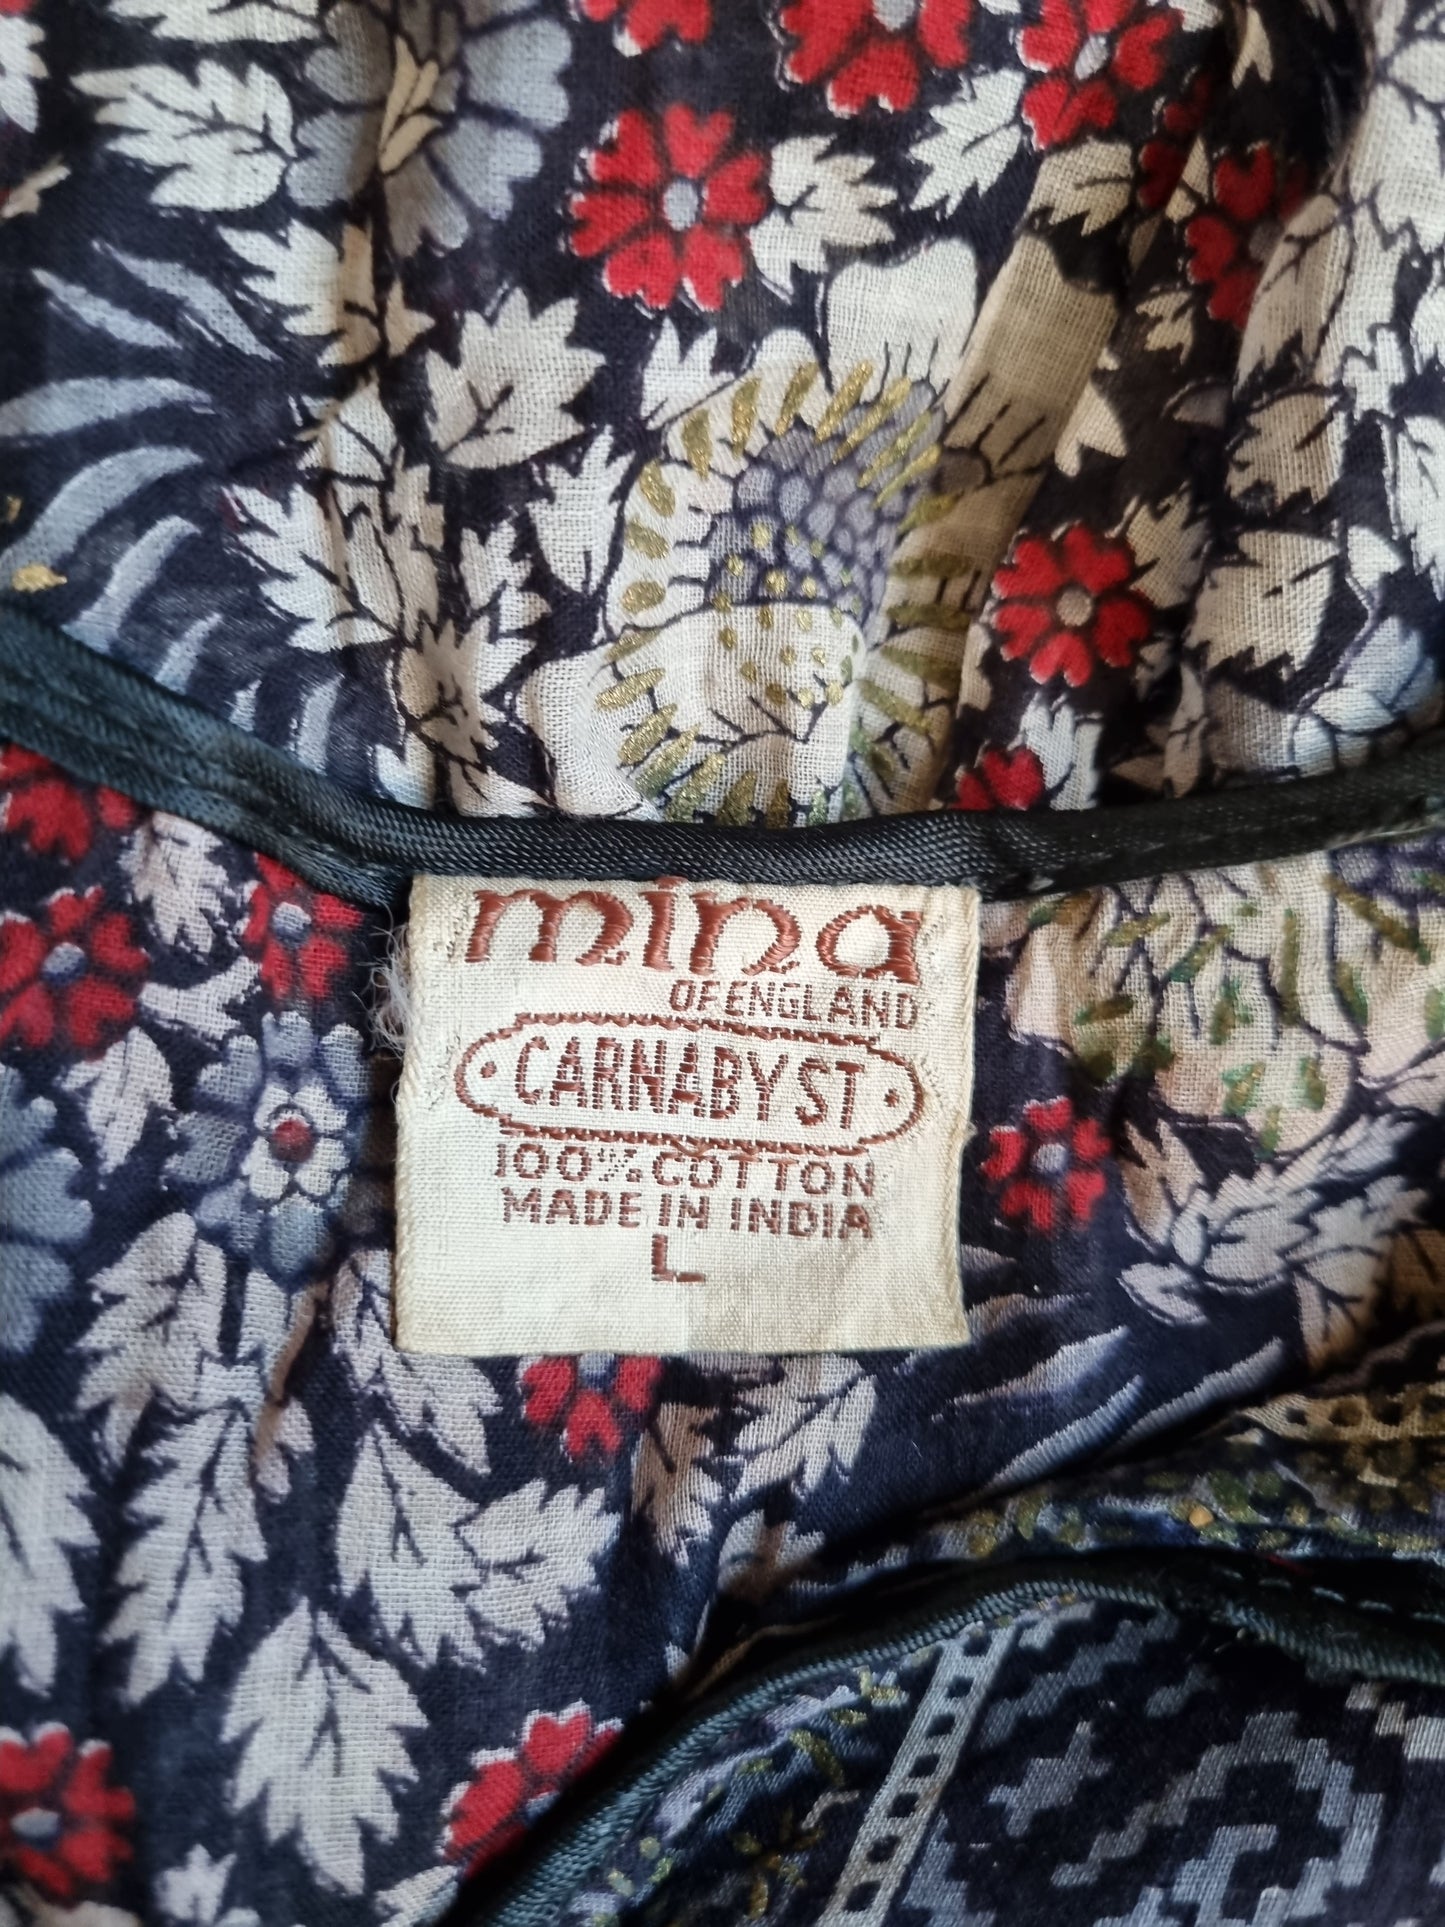 mina
OF ENGLAND
· CARNABY ST ·
100% COTTON
MADE IN INDIA
L